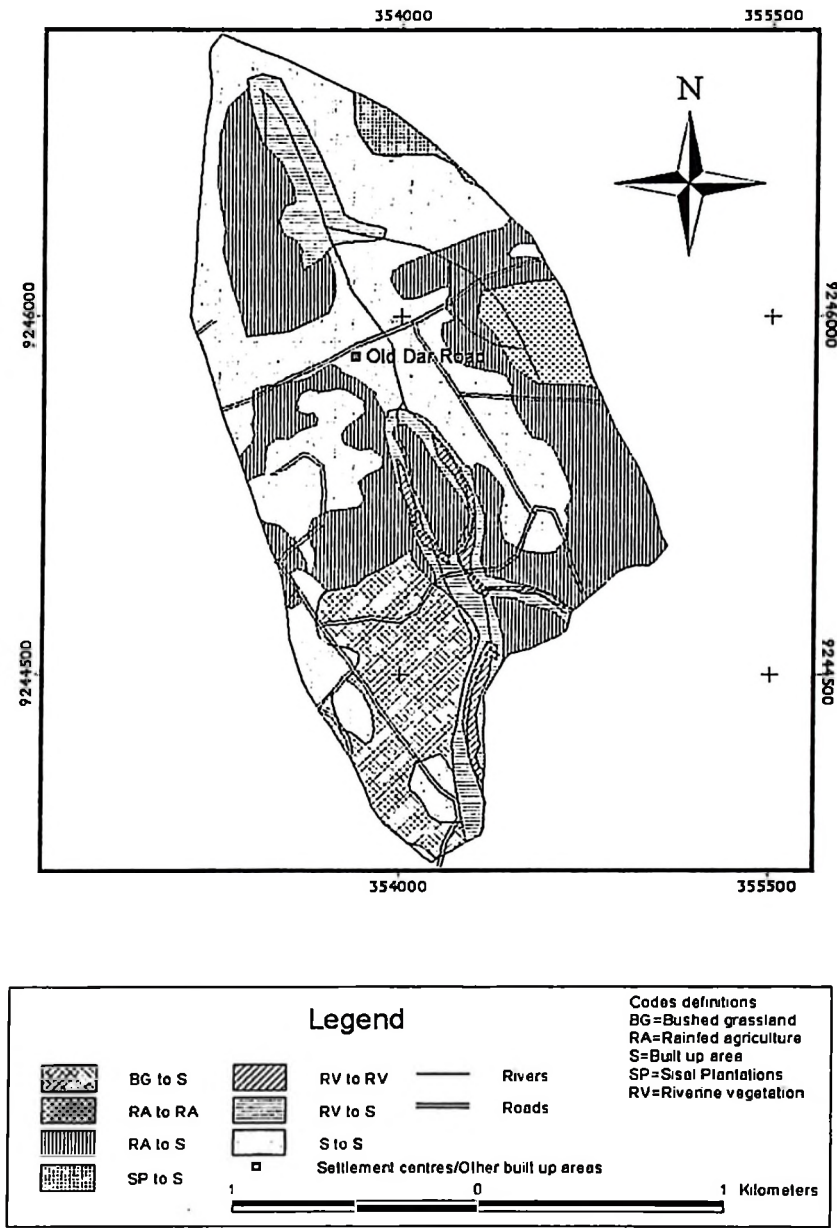 354000 355500
N
9246000 9246000
Old Dar Road
9244500 9244500
354000 355500
Legend
Codes definitions
BG=Bushed grassland
RA=Rainfed agriculture
S=Built up area
SP=Sisal Plantations
RV=Riverine vegetation
BG to S RV to RV Rivers
RA to RA RV to S Roads
RA to S S to S
SP to S Settlement centres/Other built up areas
1 0 1 Kilometers